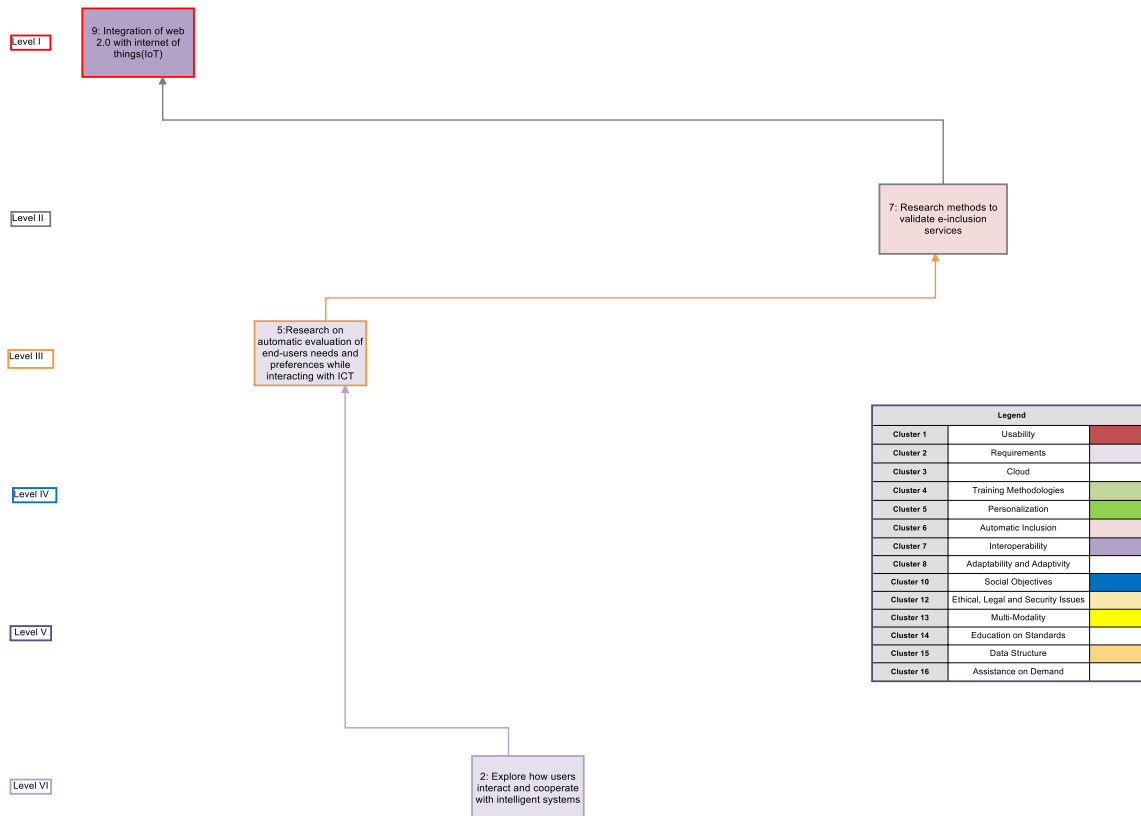 Level I
9: Integration of web
2.0 with internet of
things(IoT)
Level II
7: Research methods to
validate e-inclusion
services
Level III
5:Research on
automatic evaluation of
end-users needs and
preferences while
interacting with ICT
Legend
Cluster 1 Usability
Cluster 2 Requirements
Cluster 3 Cloud
Cluster 4 Training Methodologies
Cluster 5 Personalization
Cluster 6 Automatic Inclusion
Cluster 7 Interoperability
Cluster 8 Adaptability and Adaptivity
Cluster 10 Social Objectives
Cluster 12 Ethical, Legal and Security Issues
Cluster 13 Multi-Modality
Cluster 14 Education on Standards
Cluster 15 Data Structure
Cluster 16 Assistance on Demand
Level IV
Level V
Level VI
2: Explore how users
interact and cooperate
with intelligent systems